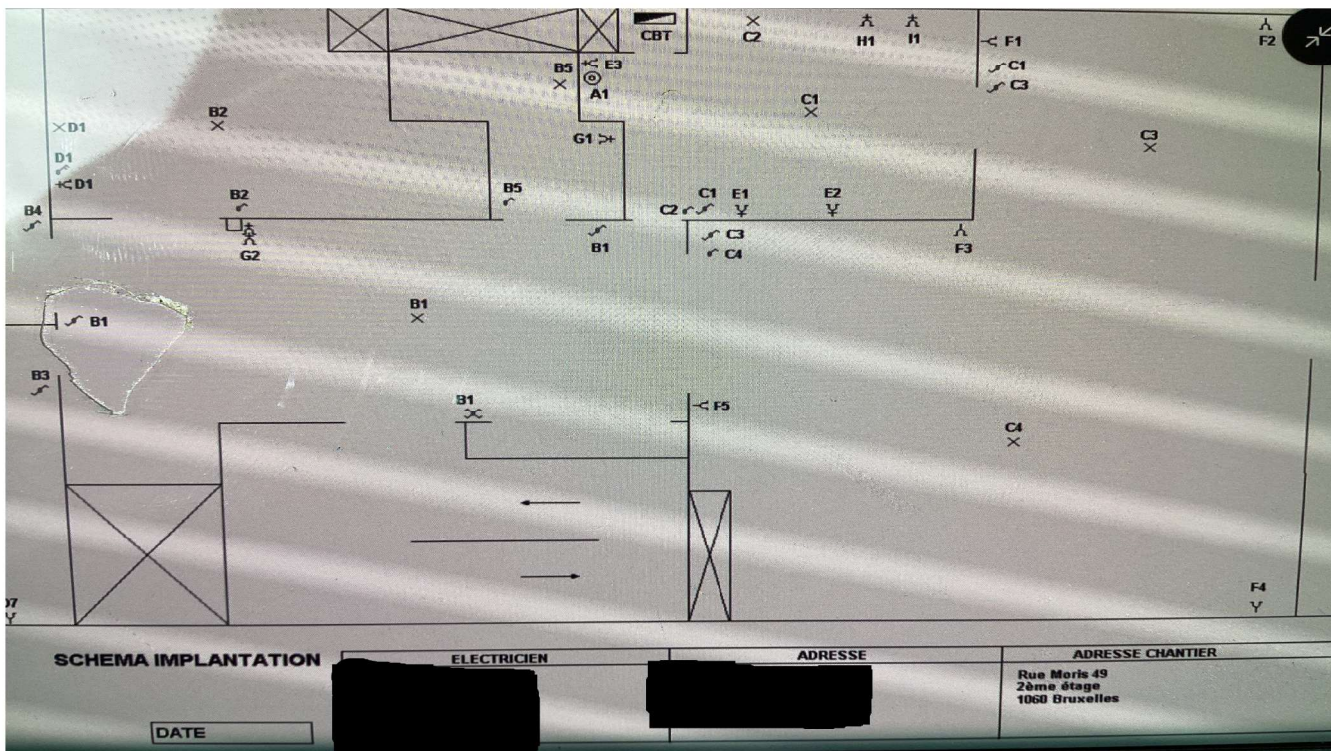 CBT
C2
H1
I1
F1
F2
B5
E3
A1
C1
C3
C1
C3
B2
D1
D1
D1
G1
B4
B2
B5
C2
C1
E1
E2
B1
C3
C4
F3
G2
B1
B1
B3
B1
F5
C4
F4
SCHEMA IMPLANTATION
ELECTRICIEN
ADRESSE
ADRESSE CHANTIER
Rue Moris 49
2ème étage
1060 Bruxelles
DATE